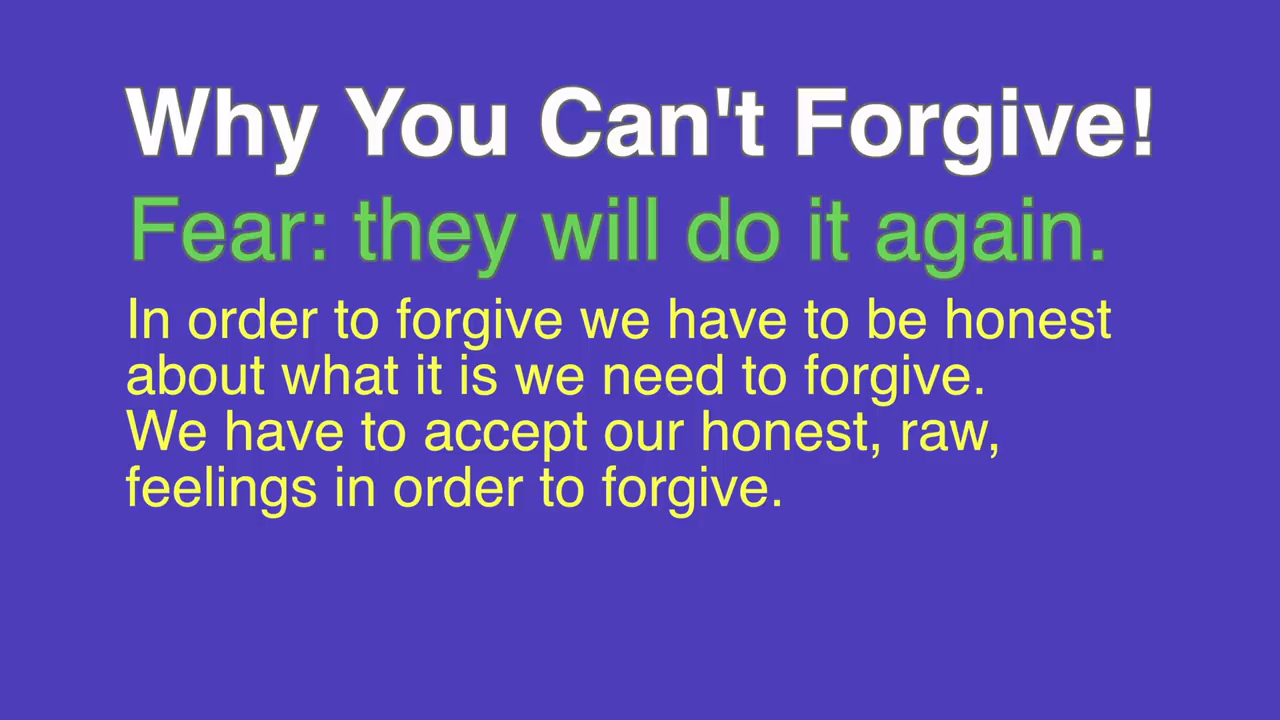 Why You Can't Forgive!
Fear: they will do it again.
In order to forgive we have to be honest
about what it is we need to forgive.
We have to accept our honest, raw,
feelings in order to forgive.